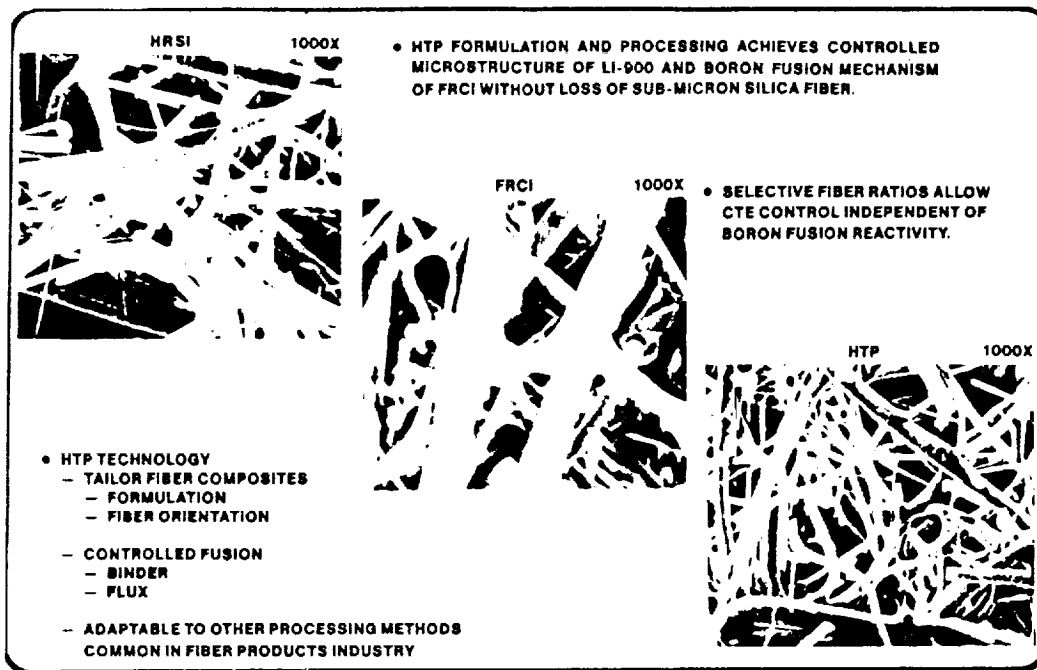 HRSI 1000X
• HTP FORMULATION AND PROCESSING ACHIEVES CONTROLLED
MICROSTRUCTURE OF LI-900 AND BORON FUSION MECHANISM
OF FRCI WITHOUT LOSS OF SUB-MICRON SILICA FIBER.
FRCI 1000X
• SELECTIVE FIBER RATIOS ALLOW
CTE CONTROL INDEPENDENT OF
BORON FUSION REACTIVITY.
HTP 1000X
• HTP TECHNOLOGY
– TAILOR FIBER COMPOSITES
– FORMULATION
– FIBER ORIENTATION
– CONTROLLED FUSION
– BINDER
– FLUX
– ADAPTABLE TO OTHER PROCESSING METHODS
COMMON IN FIBER PRODUCTS INDUSTRY